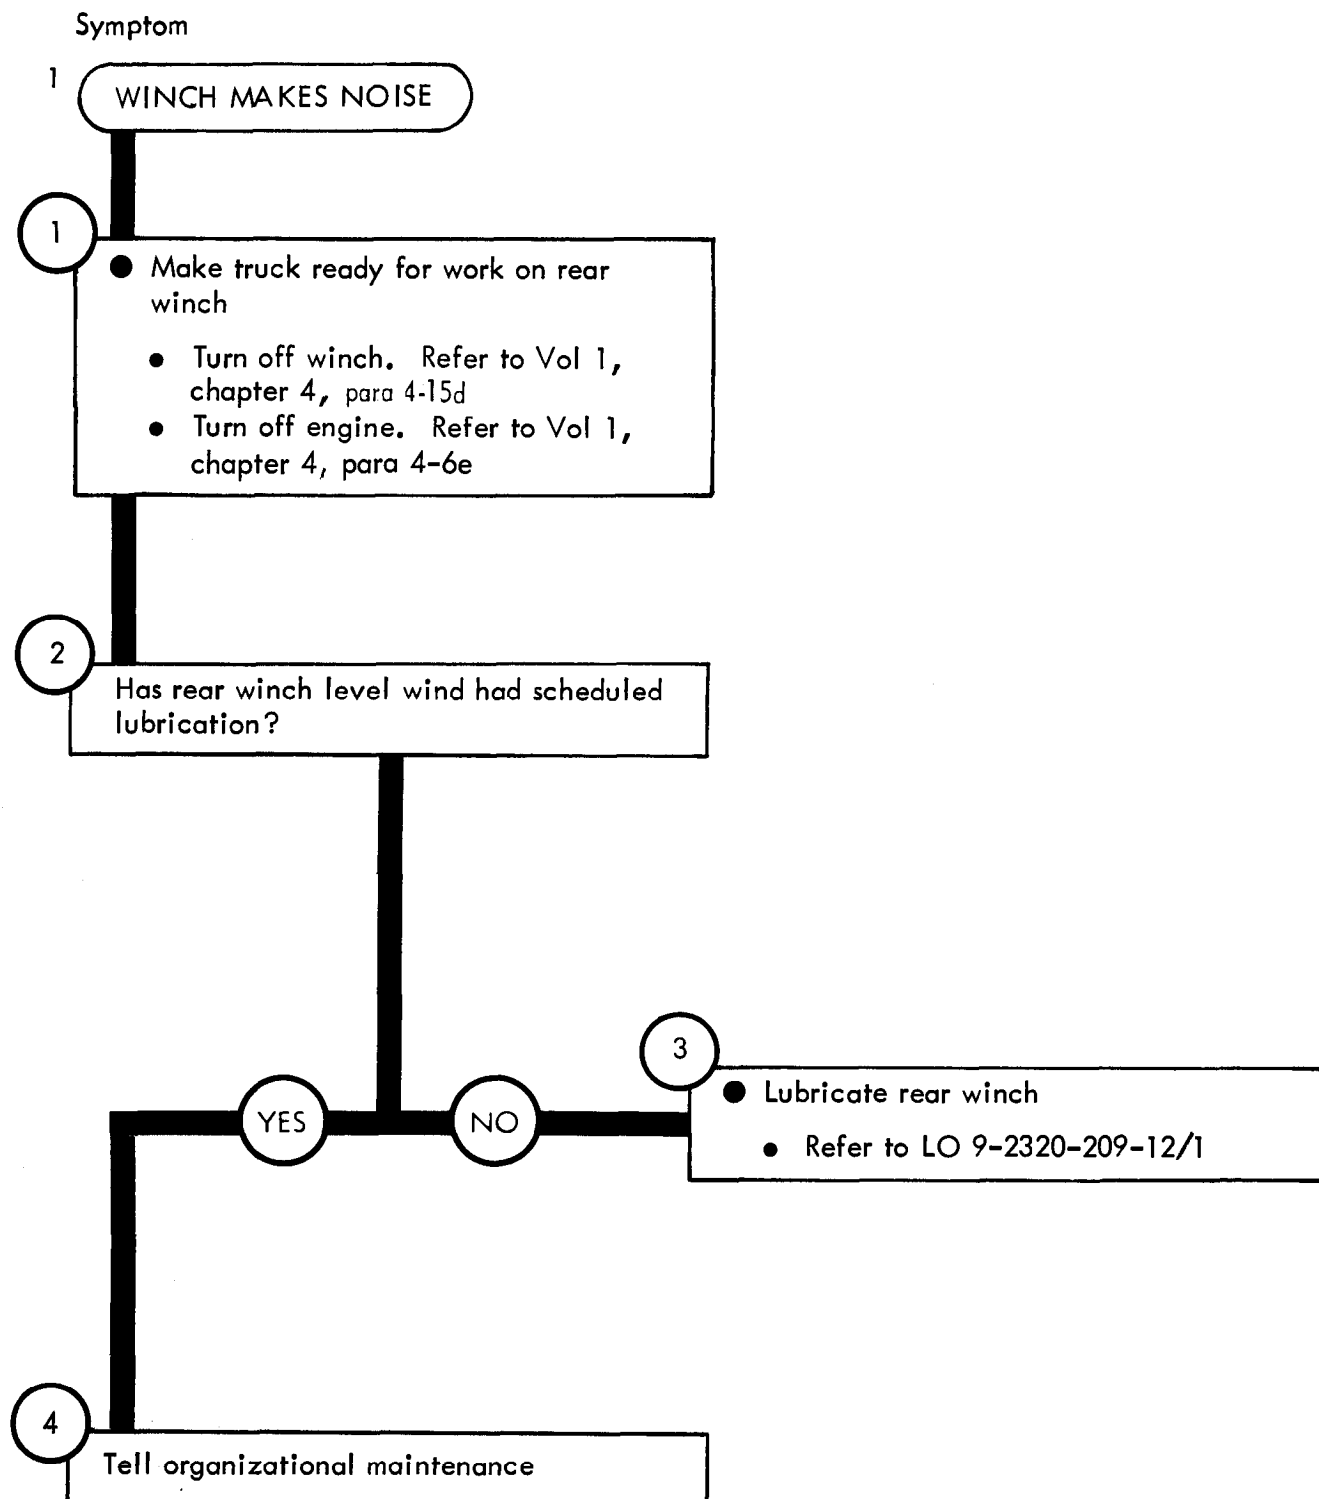 Symptom
1
WINCH MAKES NOISE
1
● Make truck ready for work on rear
winch
● Turn off winch. Refer to Vol 1,
chapter 4, para 4-15d
● Turn off engine. Refer to Vol 1,
chapter 4, para 4-6e
2
Has rear winch level wind had scheduled
lubrication?
YES
NO
3
● Lubricate rear winch
● Refer to LO 9-2320-209-12/1
4
Tell organizational maintenance